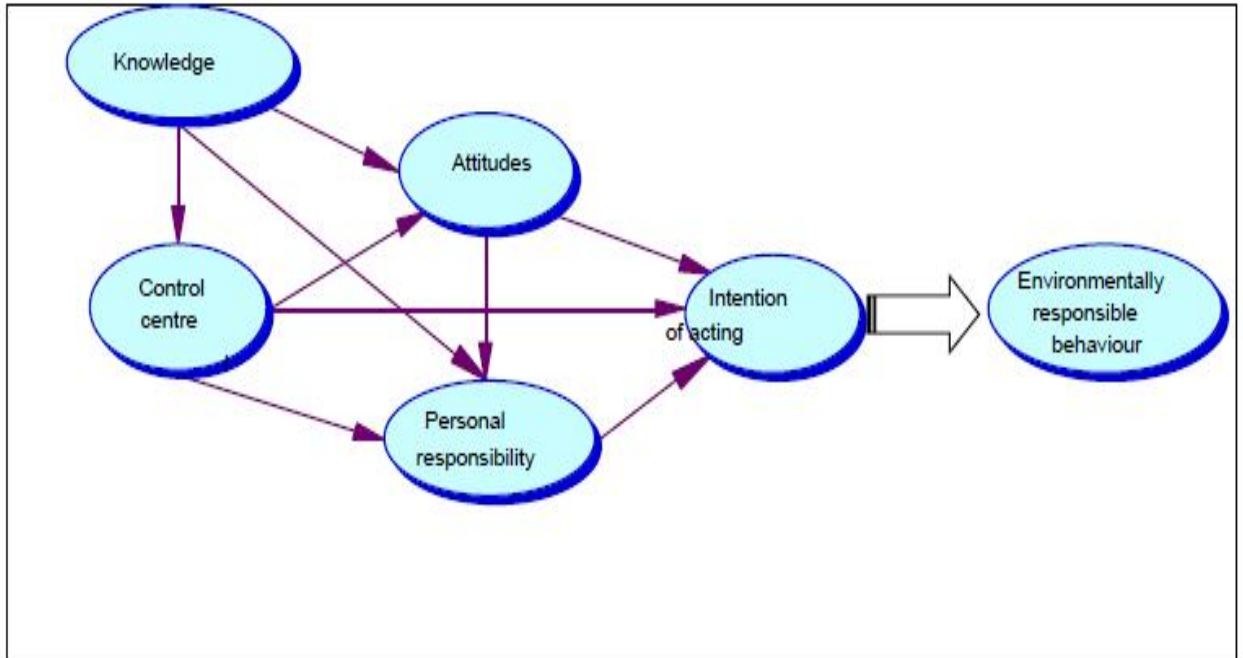 Knowledge
Attitudes
Control
centre
Intention
of acting
Environmentally
responsible
behaviour
Personal
responsibility